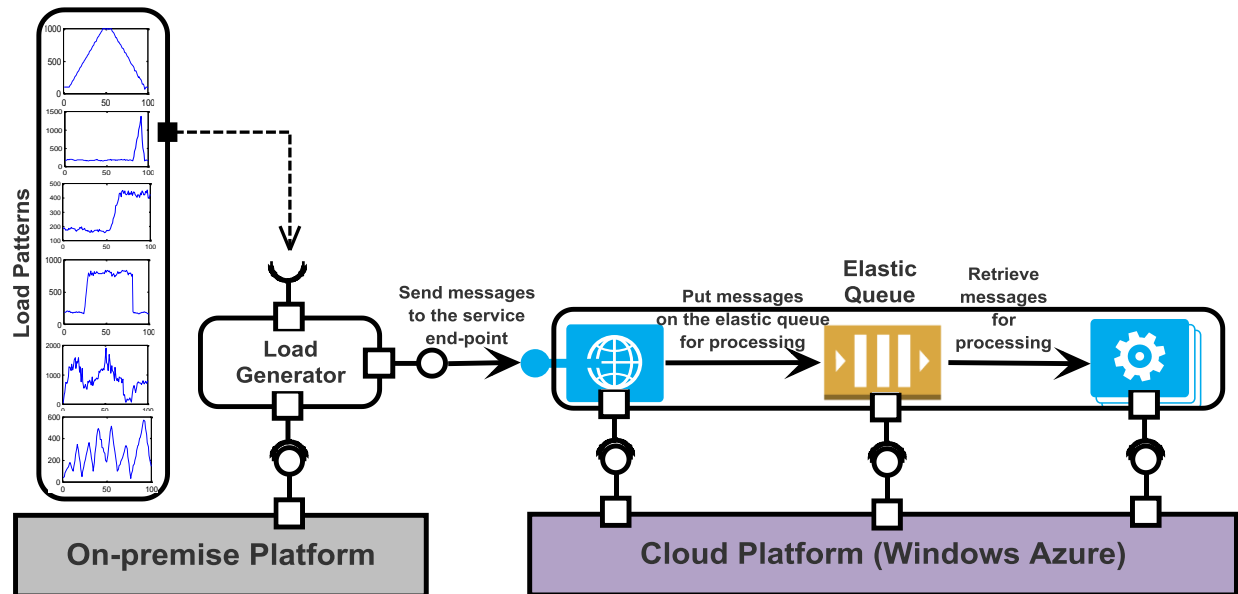 Load Patterns
1000
500
0
0 50 100
1500
1000
500
0
0 50 100
500
400
300
200
100
0 50 100
1000
500
0
0 50 100
2000
1000
0
0 50 100
600
400
200
0
0 50 100
Load
Generator
Send messages
to the service
end-point
Put messages
on the elastic queue
for processing
Elastic
Queue
Retrieve
messages
for
processing
On-premise Platform
Cloud Platform (Windows Azure)